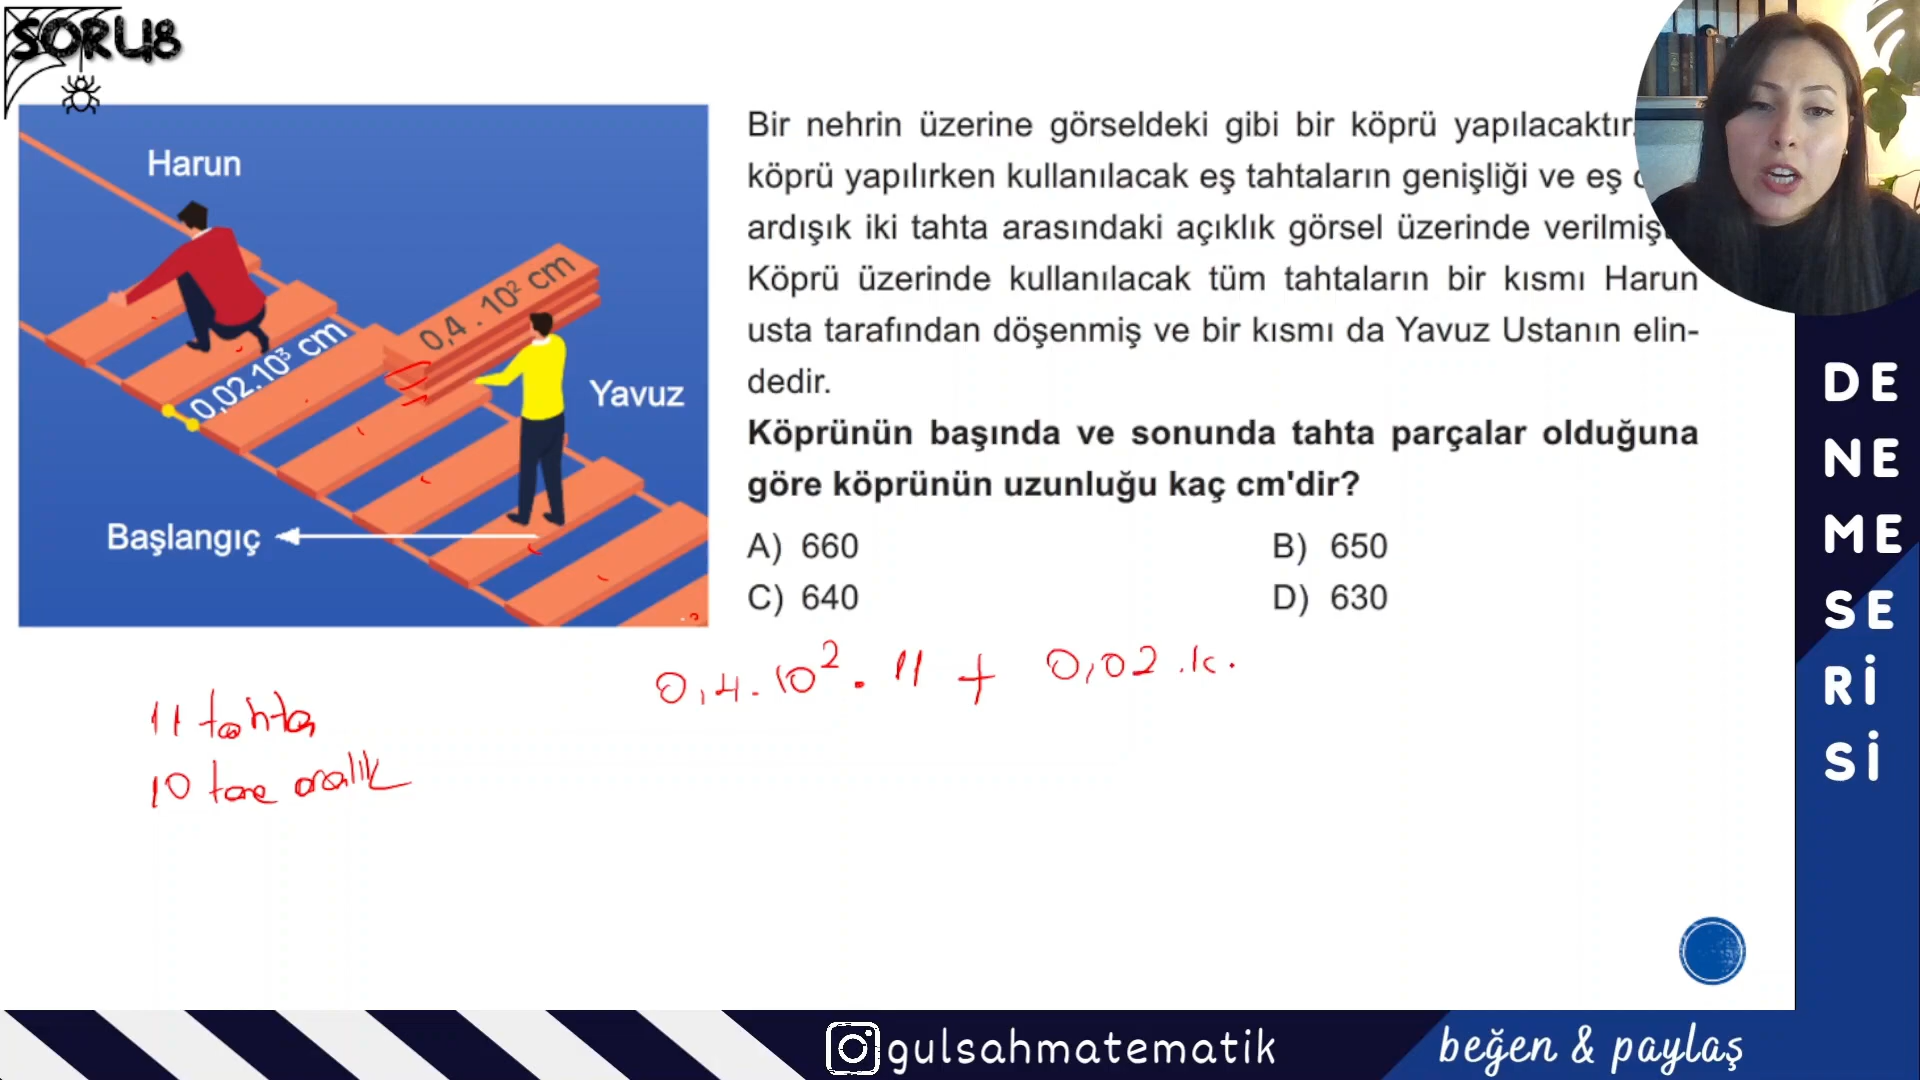 SORU8
Harun
0,02.10³ cm
0,4 . 10² cm
Yavuz
Başlangıç
Bir nehrin üzerine görseldeki gibi bir köprü yapılacaktır.
köprü yapılırken kullanılacak eş tahtaların genişliği ve eş
ardışık iki tahta arasındaki açıklık görsel üzerinde
Köprü üzerinde kullanılacak tüm tahtaların bir kısmı Harun
usta tarafından döşenmiş ve bir kısmı da Yavuz Ustanın elin-
dedir.
Köprünün başında ve sonunda tahta parçalar olduğuna
göre köprünün uzunluğu kaç cm'dir?
A) 660
B) 650
C) 640
D) 630
0,4.10².11 + 0,02.
11 tahta
10 tane aralık
DE
NE
ME
SE
Rİ
Sİ
gulsahmatematik
beğen & paylaş